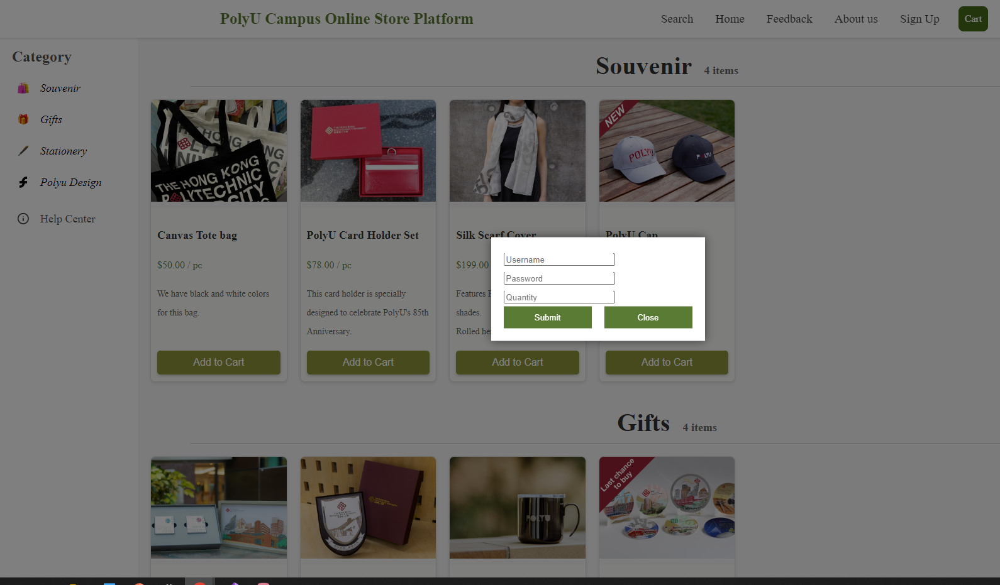 PolyU Campus Online Store Platform
Search Home Feedback About us Sign Up Cart
Category
Souvenir
Gifts
Stationery
Polyu Design
Help Center
Souvenir 4 items
THE HONG KONG
POLYTECHNIC
NEW
POLYU
POLYU
Canvas Tote bag
$50.00 / pc
We have black and white colors
for this bag.
Add to Cart
PolyU Card Holder Set
$78.00 / pc
This card holder is specially
designed to celebrate PolyU's 85th
Anniversary.
Add to Cart
Silk Scarf Cover
$199.00
Features
shades.
Rolled
Add to Cart
PolyU Cap
Add to Cart
Username
Password
Quantity
Submit Close
Gifts 4 items
POLYU
Last chance
to buy